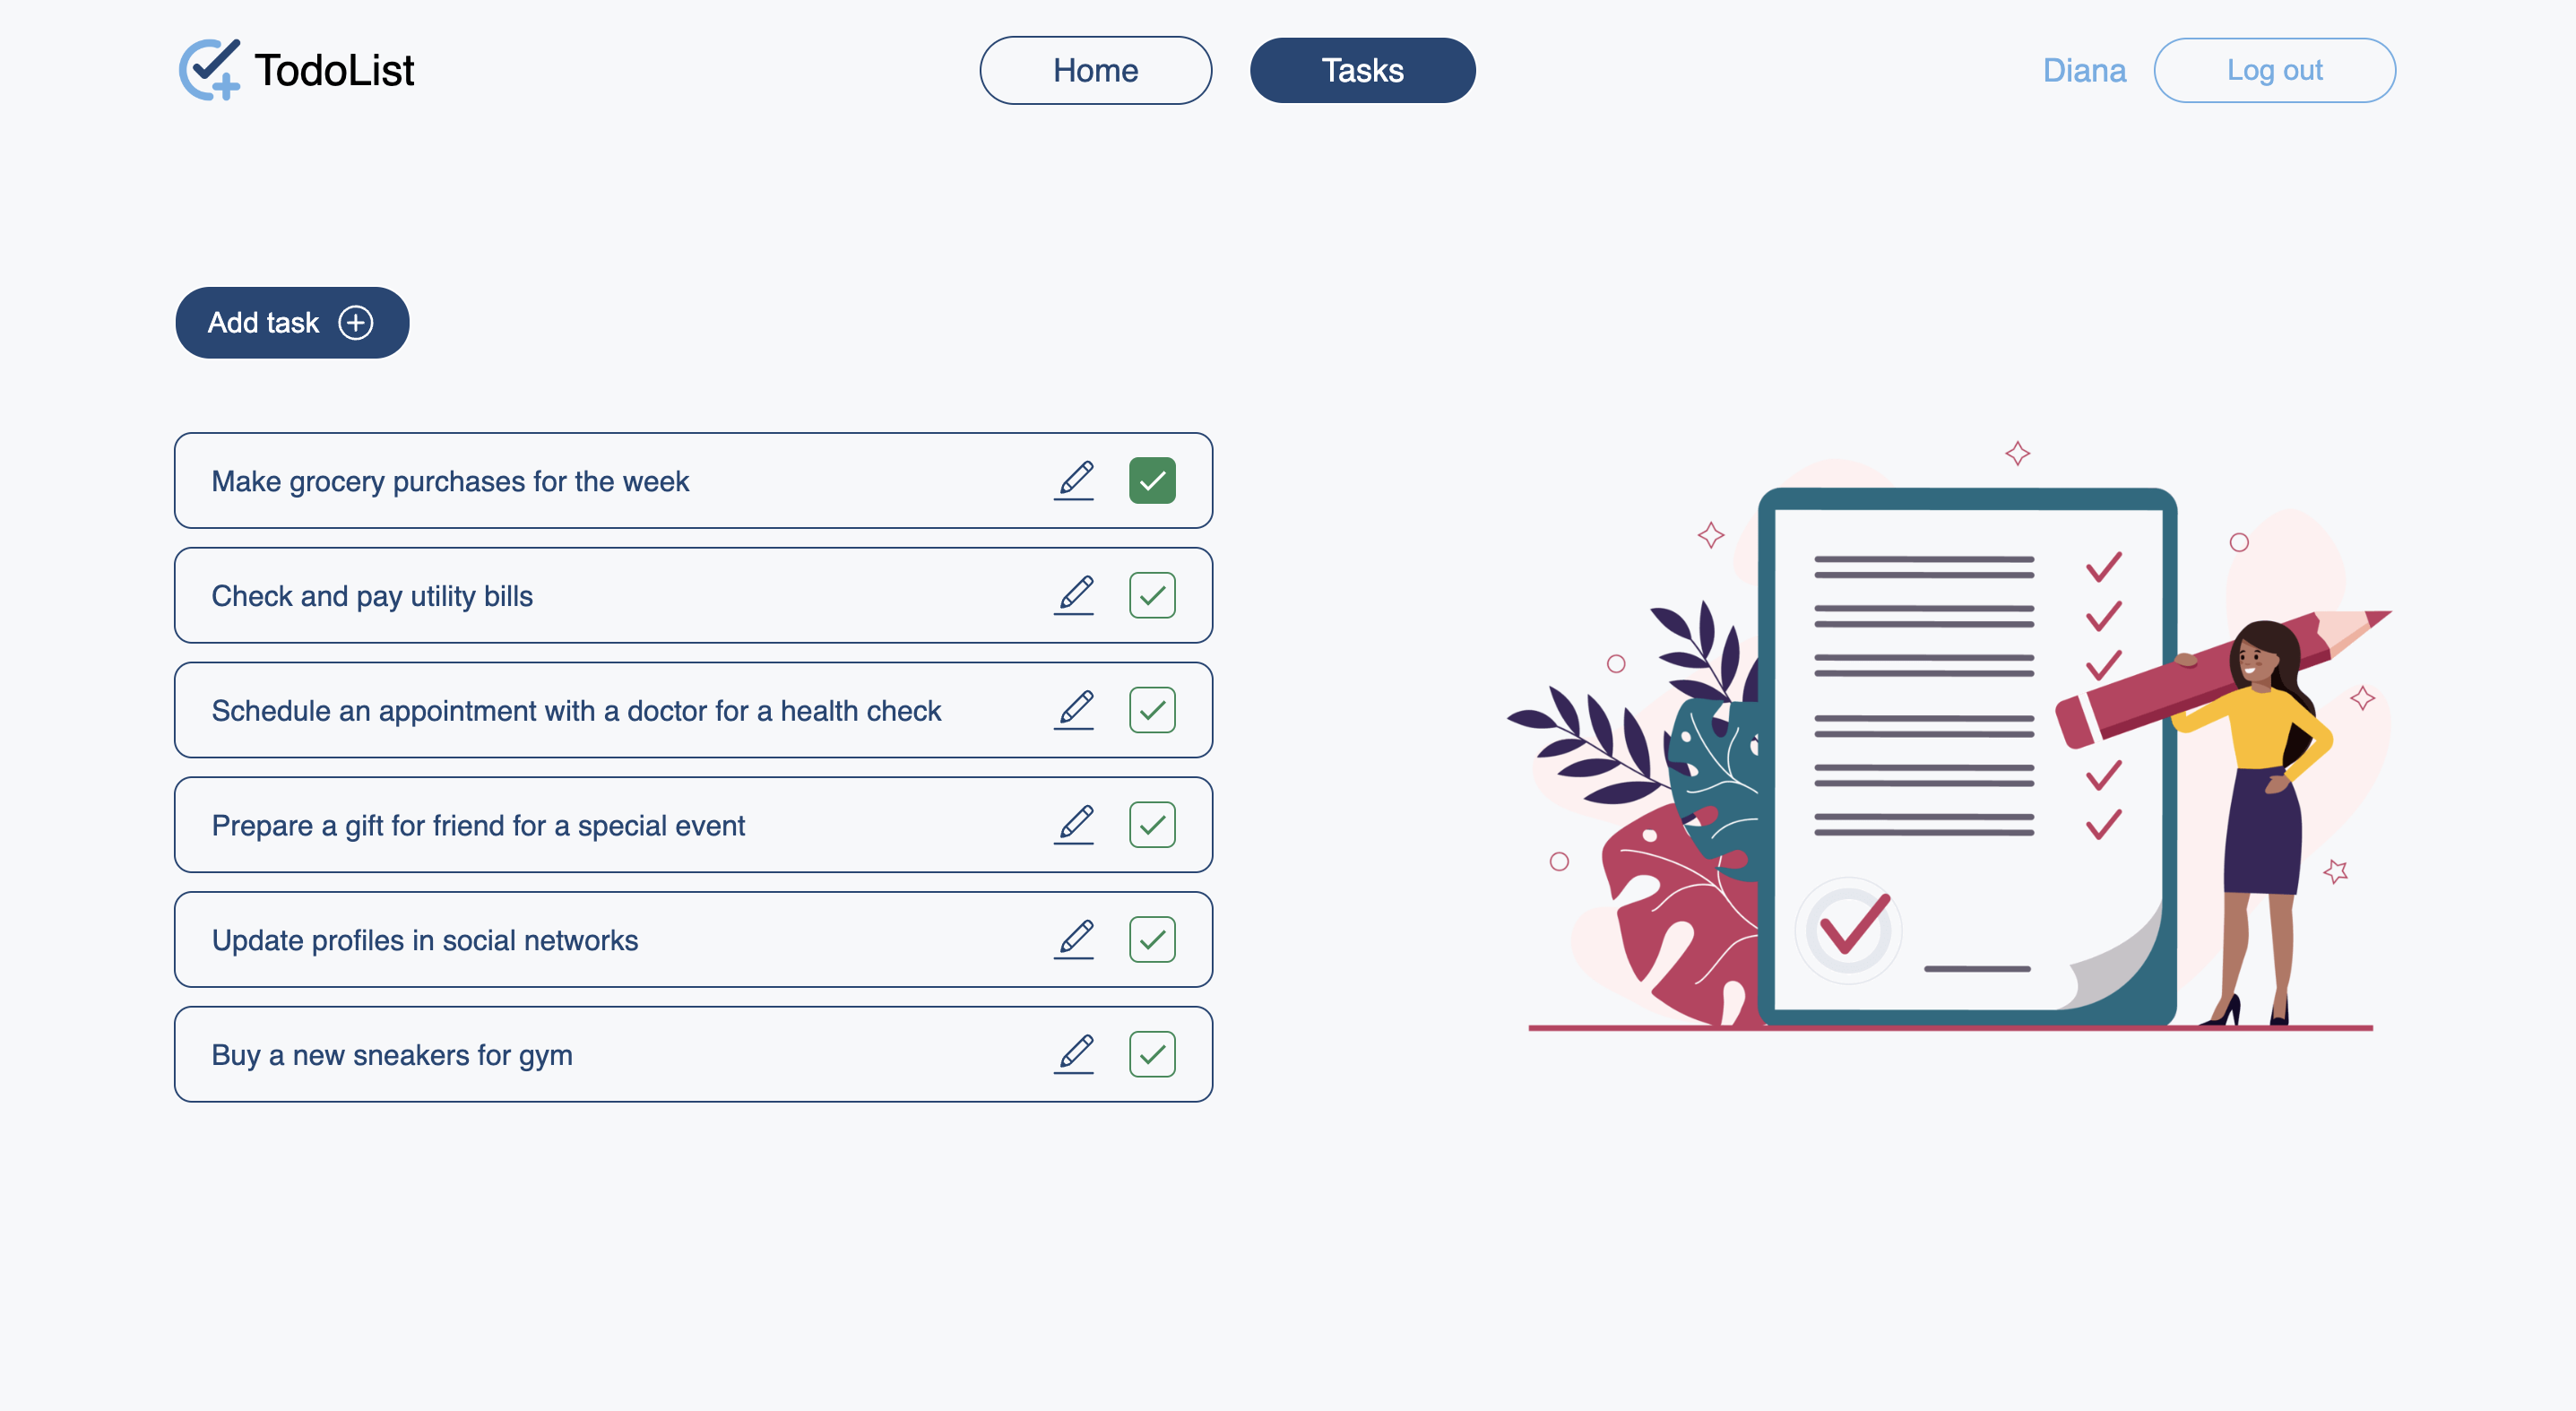 TodoList
Home
Tasks
Diana
Log out
Add task
Make grocery purchases for the week
Check and pay utility bills
Schedule an appointment with a doctor for a health check
Prepare a gift for friend for a special event
Update profiles in social networks
Buy a new sneakers for gym